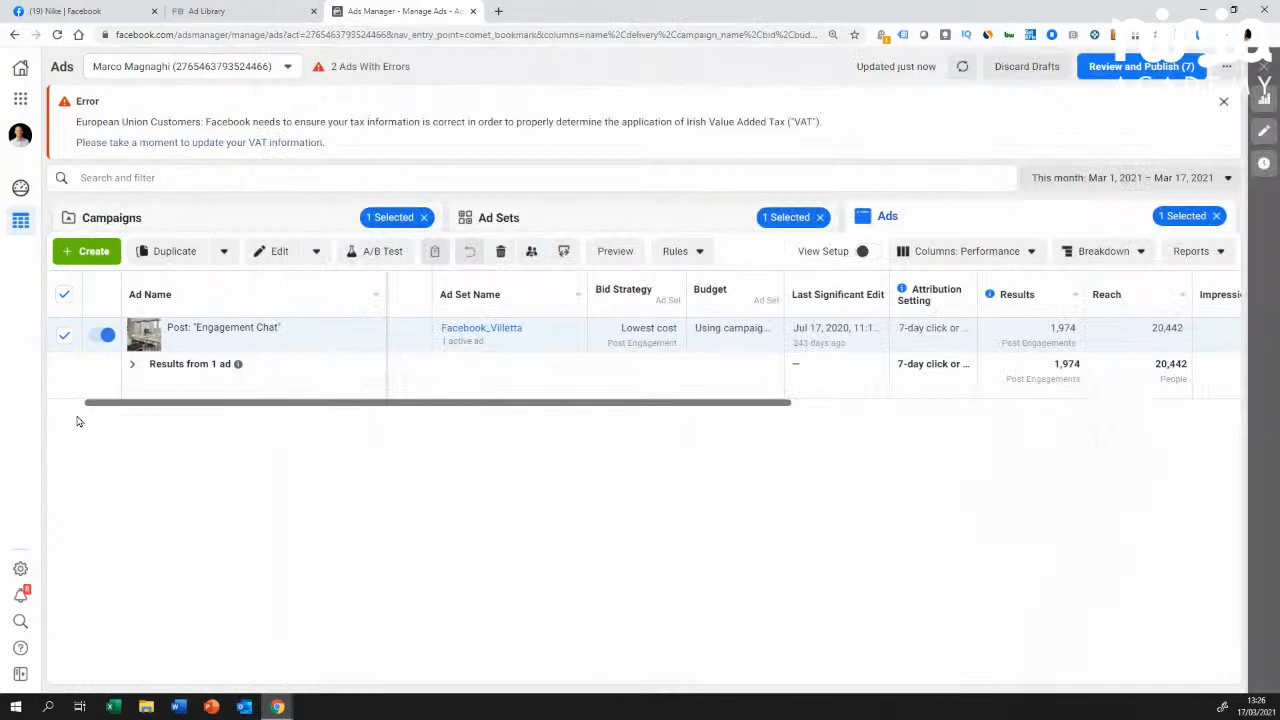 (19) Nike | Facebook
Ad Library
Ads Manager - Manage Ads - Ac
facebook.com/adsmanager/manage/ads?act=2765463793524466&nav_entry_point=comet_bookmark&columns=name%2Cdelivery%2Ccampaign_name%2Cbid%2Cbud...
Ads
Marco Magnaghi (2765463793524466)
2 Ads With Errors
Updated just now
Discard Drafts
Review and Publish (7)
ACADEMY
Error
European Union Customers: Facebook needs to ensure your tax information is correct in order to properly determine the application of Irish Value Added Tax ("VAT").
Please take a moment to update your VAT information.
Search and filter
This month: Mar 1, 2021 – Mar 17, 2021
Campaigns
1 Selected
Ad Sets
1 Selected
Ads
1 Selected
+ Create
Duplicate
Edit
A/B Test
Preview
Rules
View Setup
Columns: Performance
Breakdown
Reports
Ad Name
Ad Set Name
Bid Strategy
Ad Set
Budget
Ad Set
Last Significant Edit
Attribution
Setting
Results
Reach
Impressi
Post: "Engagement Chat"
Facebook_Villetta
1 active ad
Lowest cost
Post Engagement
Using campaig...
Jul 17, 2020, 11:1...
243 days ago
7-day click or ...
1,974
Post Engagements
20,442
Results from 1 ad
—
7-day click or ...
1,974
Post Engagements
20,442
People
8
13:26
17/03/2021